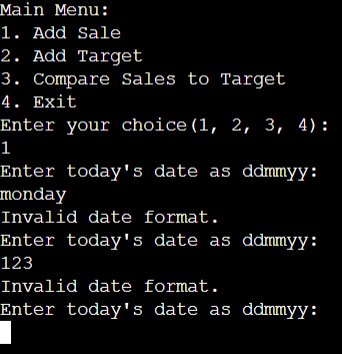 Main Menu:
1. Add Sale
2. Add Target
3. Compare Sales to Target
4. Exit
Enter your choice(1, 2, 3, 4):
1
Enter today's date as ddmmyy:
monday
Invalid date format.
Enter today's date as ddmmyy:
123
Invalid date format.
Enter today's date as ddmmyy: